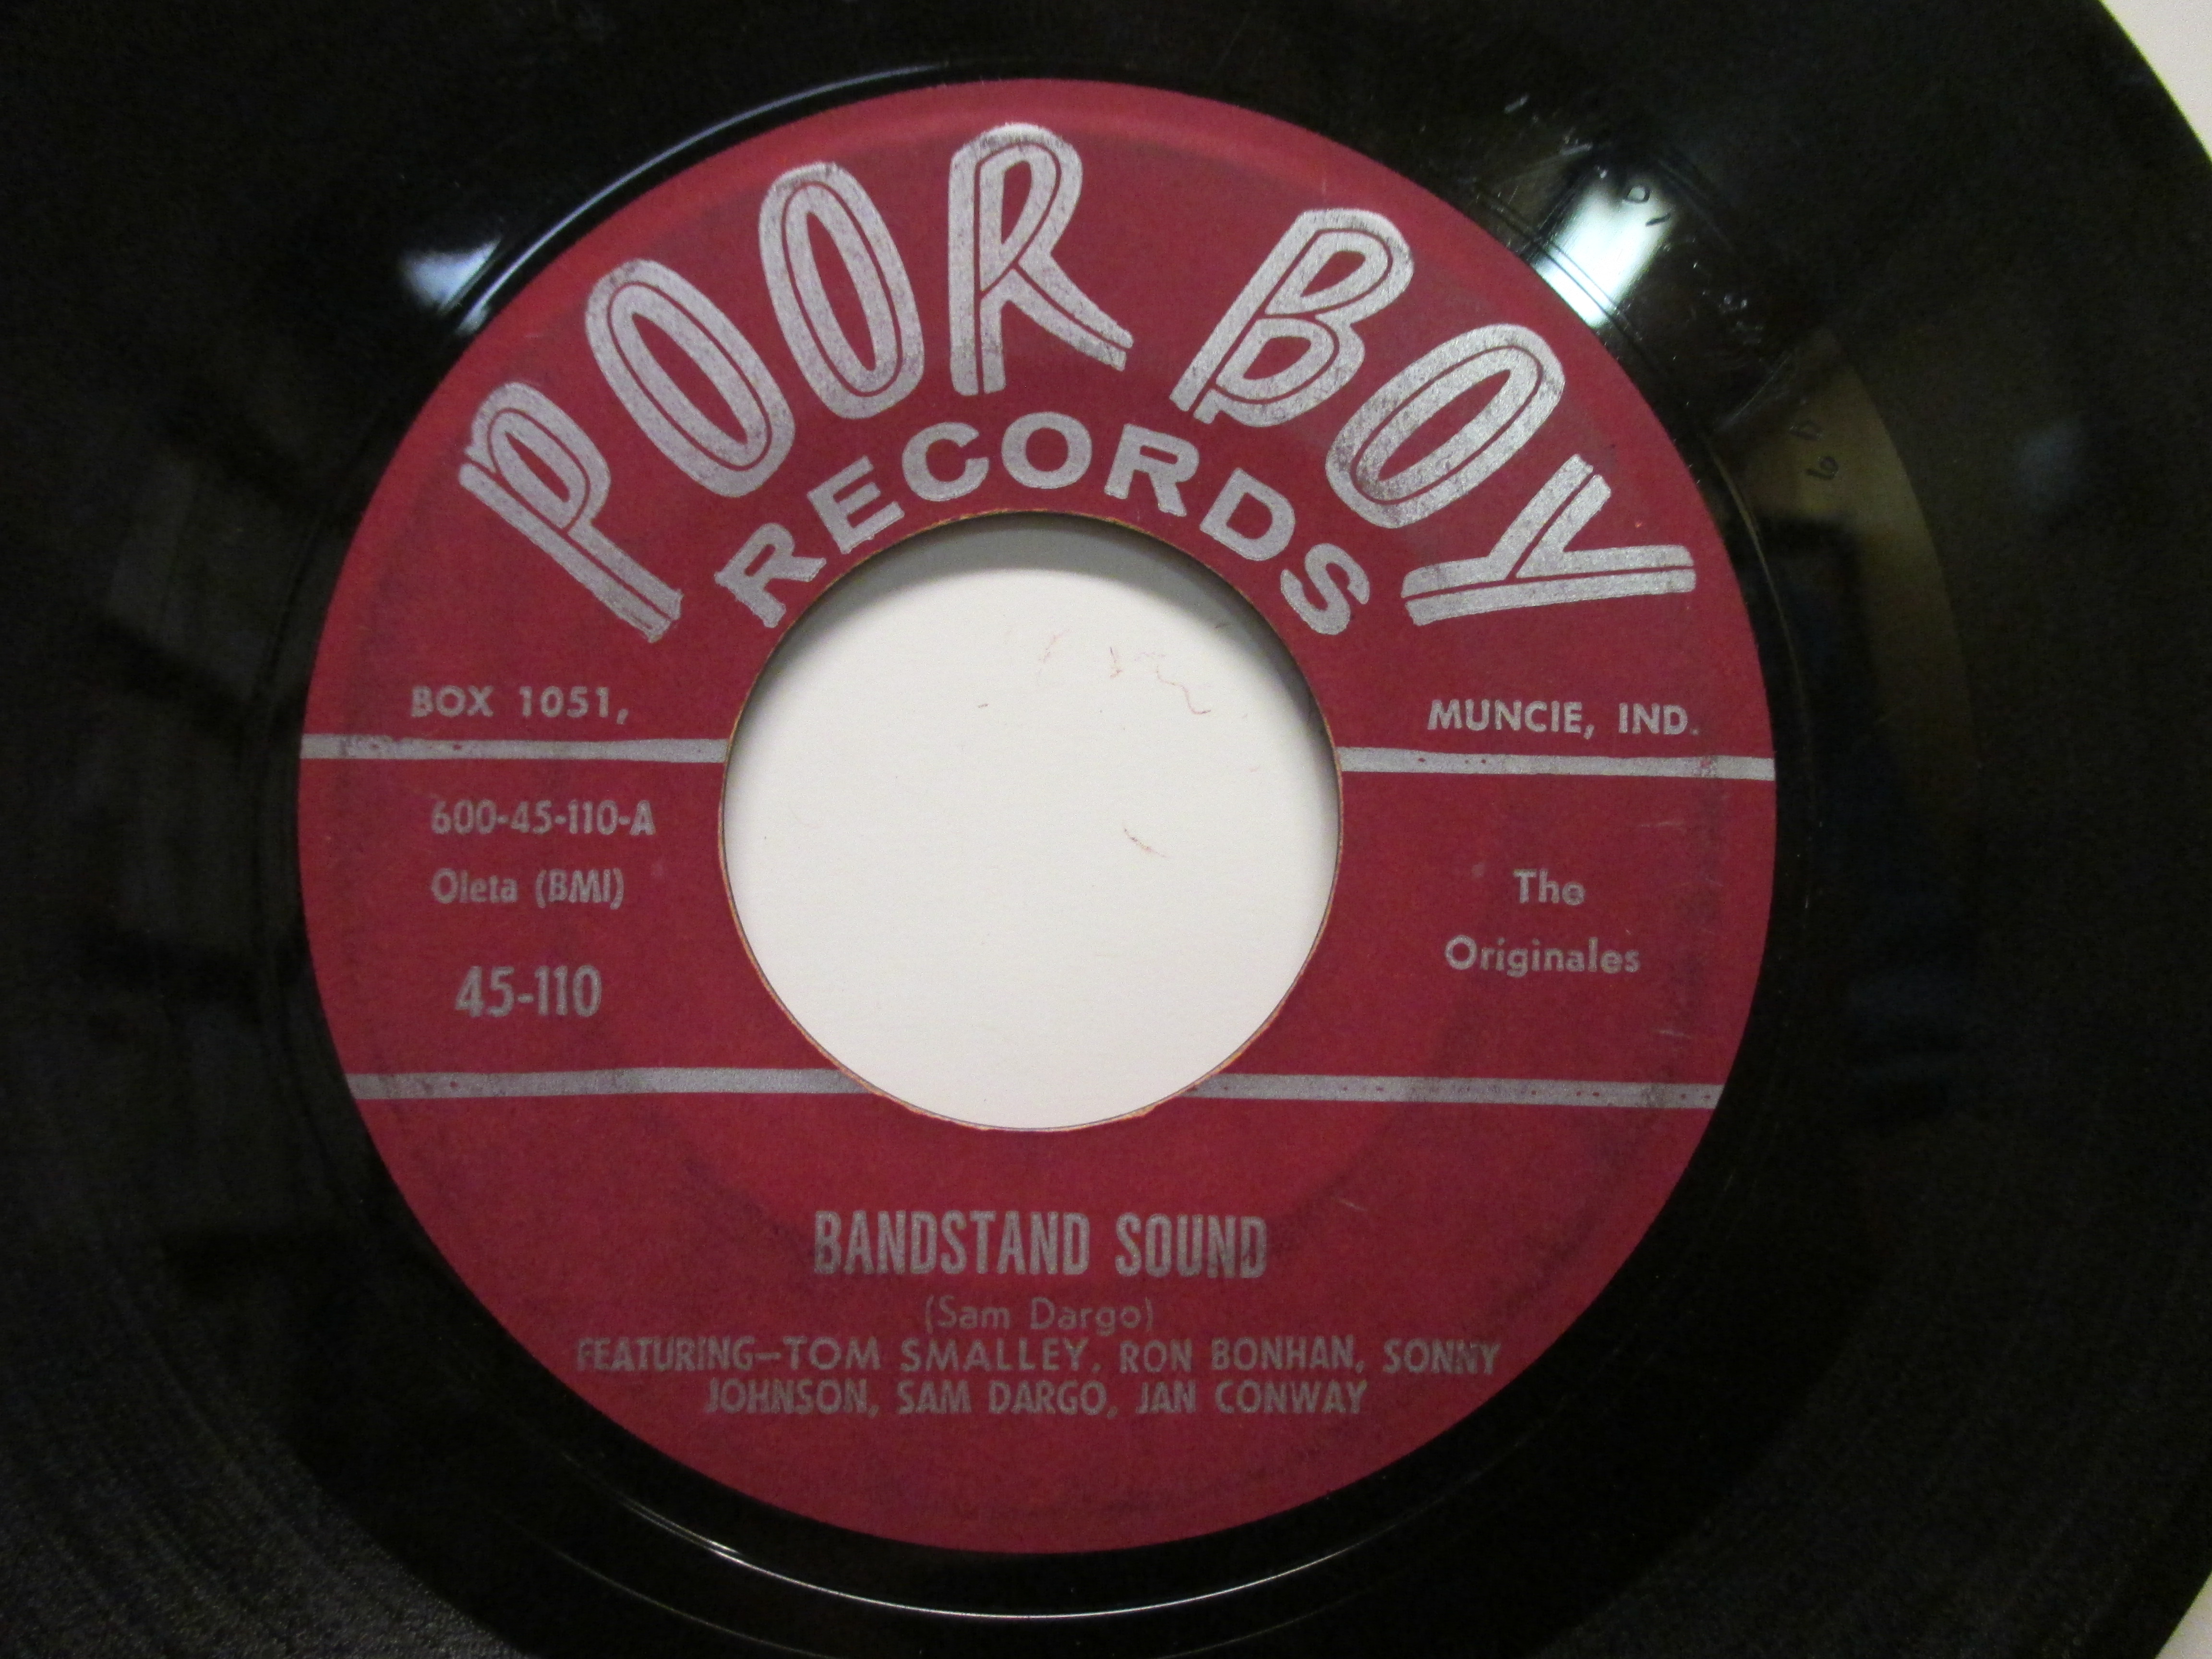 POOR BOY
RECORDS
BOX 1051,
MUNCIE, IND.
600-45-110-A
Oleta (BMI)
45-110
The
Originales
BANDSTAND SOUND
(Sam Dargo)
FEATURING—TOM SMALLEY, RON BONHAN, SONNY
JOHNSON, SAM DARGO, JAN CONWAY